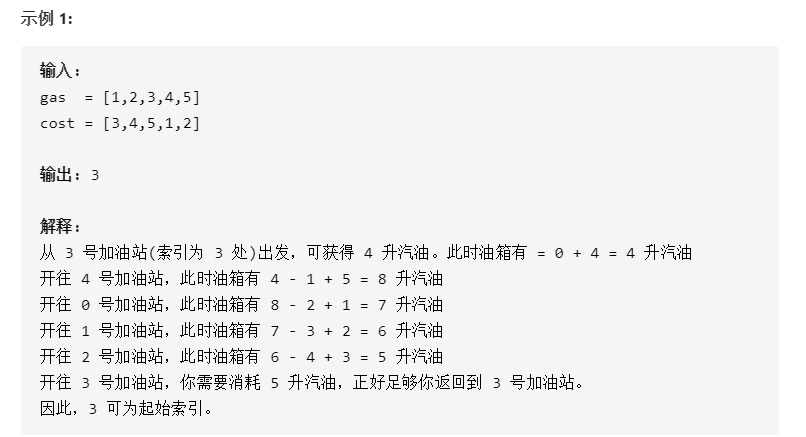 示例 1:
输入:
gas  = [1,2,3,4,5]
cost = [3,4,5,1,2]
输出: 3
解释:
从 3 号加油站(索引为 3 处)出发，可获得 4 升汽油。此时油箱有 = 0 + 4 = 4 升汽油
开往 4 号加油站，此时油箱有 4 - 1 + 5 = 8 升汽油
开往 0 号加油站，此时油箱有 8 - 2 + 1 = 7 升汽油
开往 1 号加油站，此时油箱有 7 - 3 + 2 = 6 升汽油
开往 2 号加油站，此时油箱有 6 - 4 + 3 = 5 升汽油
开往 3 号加油站，你需要消耗 5 升汽油，正好足够你返回到 3 号加油站。
因此，3 可为起始索引。